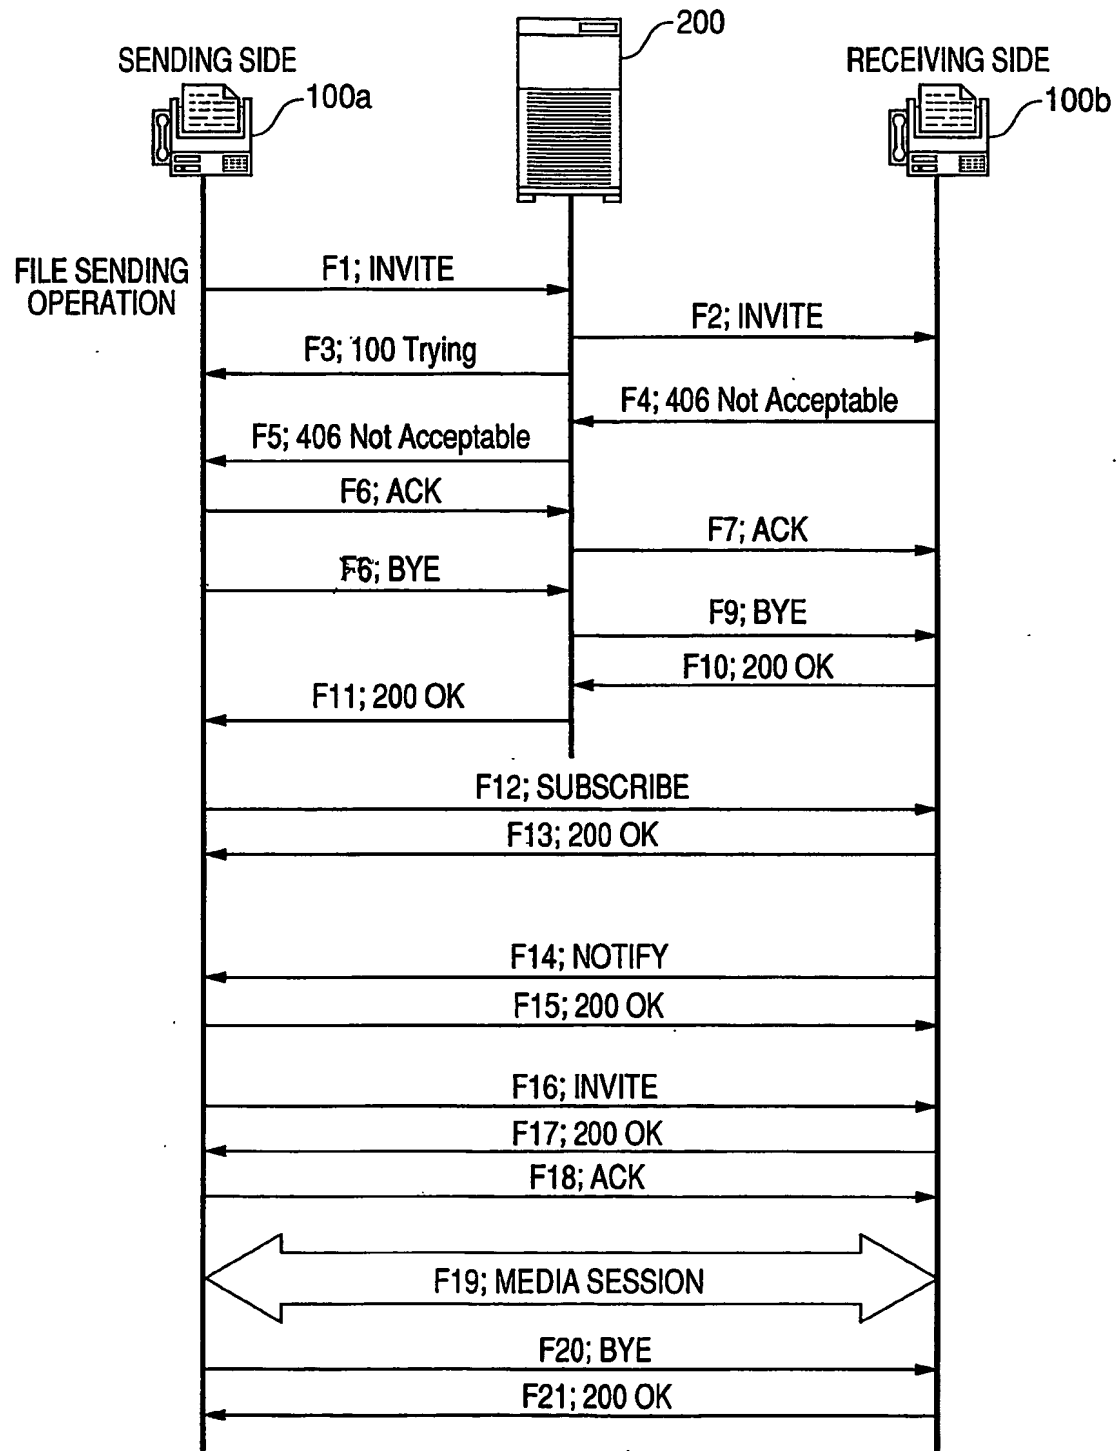 200
SENDING SIDE
RECEIVING SIDE
100a
100b
FILE SENDING
OPERATION
F1; INVITE
F2; INVITE
F3; 100 Trying
F4; 406 Not Acceptable
F5; 406 Not Acceptable
F6; ACK
F7; ACK
F6; BYE
F9; BYE
F10; 200 OK
F11; 200 OK
F12; SUBSCRIBE
F13; 200 OK
F14; NOTIFY
F15; 200 OK
F16; INVITE
F17; 200 OK
F18; ACK
F19; MEDIA SESSION
F20; BYE
F21; 200 OK